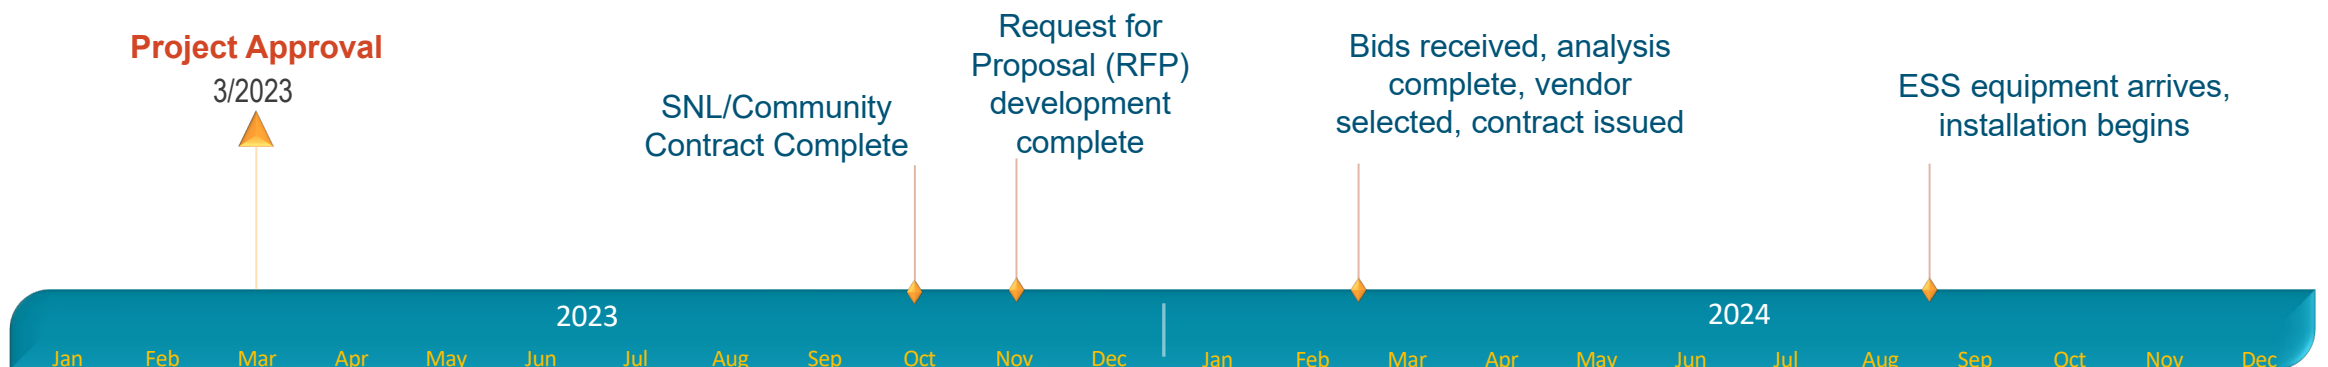 Project Approval
3/2023
SNL/Community
Contract Complete
Request for
Proposal (RFP)
development
complete
Bids received, analysis
complete, vendor
selected, contract issued
ESS equipment arrives,
installation begins
2023
2024
Jan Feb Mar Apr May Jun Jul Aug Sep Oct Nov Dec Jan Feb Mar Apr May Jun Jul Aug Sep Oct Nov Dec